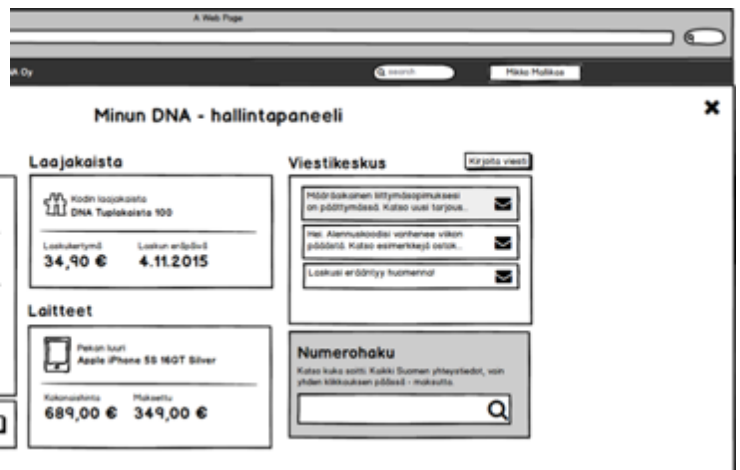 A Web Page
A Oy
search
Mikko Mallikas
Minun DNA - hallintapaneeli
Laajakaista
Kodin laajakaista
DNA Tuplakaista 100
Laskukertymä Laskun eräpäivä
34,90 € 4.11.2015
Laitteet
Pekan luuri
Apple iPhone 5S 16GT Silver
Kokonaishinta Maksettu
689,00 € 349,00 €
Viestikeskus
Kirjoita viesti
Määräaikainen liittymäsopimuksesi
on päättymässä. Katso uusi tarjous..
Hei. Alennuskoodisi vanhenee viikon
päästä. Katso esimerkkejä ostok..
Laskusi erääntyy huomenna!
Numerohaku
Katso kuka soitti. Kaikki Suomen yhteystiedot, vain
yhden klikkauksen päässä - maksutta.